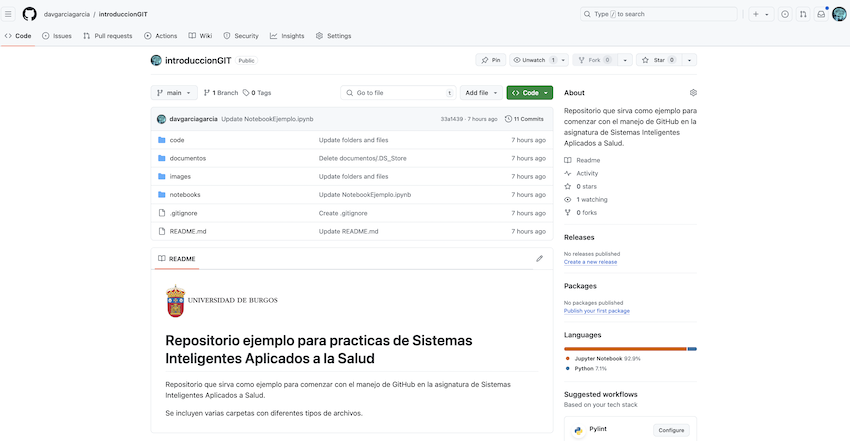 davgarciagarcia / introduccionGIT
Type / to search
Code
Issues
Pull requests
Actions
Wiki
Security
Insights
Settings
introduccionGIT Public
Pin
Unwatch 1
Fork 0
Star 0
main
1 Branch
0 Tags
Go to file t
Add file
Code
davgarciagarcia Update NotebookEjemplo.ipynb 33a1439 · 7 hours ago 11 Commits
code Update folders and files 7 hours ago
documentos Delete documentos/.DS_Store 7 hours ago
images Update folders and files 7 hours ago
notebooks Update NotebookEjemplo.ipynb 7 hours ago
.gitignore Create .gitignore 7 hours ago
README.md Update README.md 7 hours ago
README
UNIVERSIDAD DE BURGOS
Repositorio ejemplo para practicas de Sistemas
Inteligentes Aplicados a la Salud
Repositorio que sirva como ejemplo para comenzar con el manejo de GitHub en la asignatura de Sistemas
Inteligentes Aplicados a Salud.
Se incluyen varias carpetas con diferentes tipos de archivos.
About
Repositorio que sirva como ejemplo para
comenzar con el manejo de GitHub en la
asignatura de Sistemas Inteligentes
Aplicados a Salud.
Readme
Activity
0 stars
1 watching
0 forks
Releases
No releases published
Create a new release
Packages
No packages published
Publish your first package
Languages
Jupyter Notebook 92.9%
Python 7.1%
Suggested workflows
Based on your tech stack
Pylint
Configure